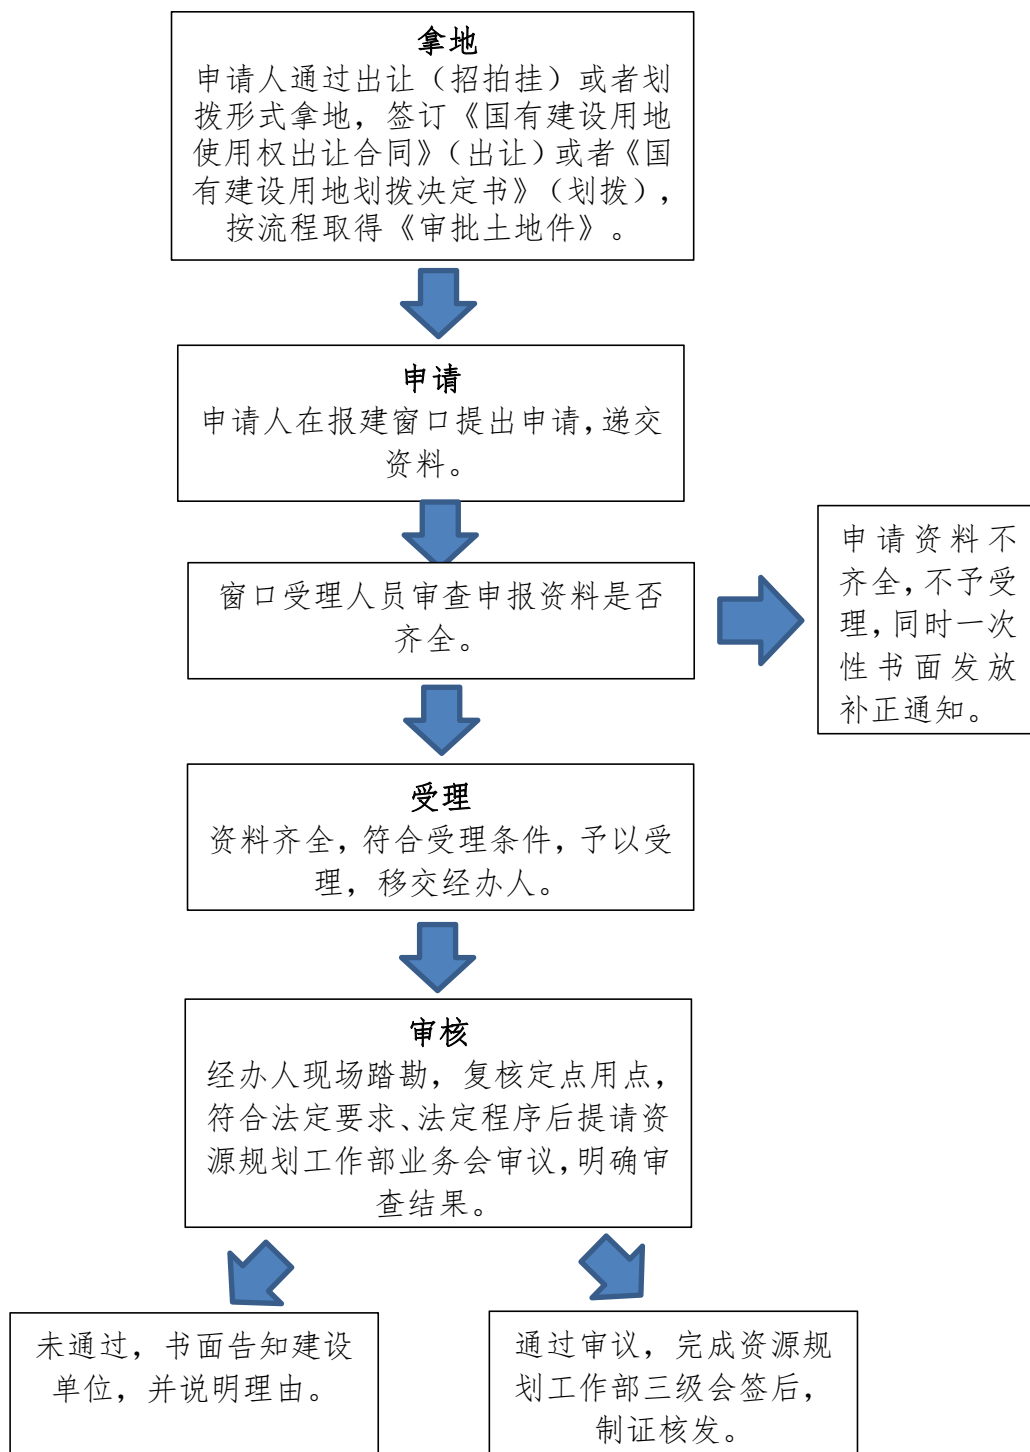 拿地
申请人通过出让（招拍挂）或者划
拨形式拿地，签订《国有建设用地
使用权出让合同》（出让）或者《国
有建设用地划拨决定书》（划拨），
按流程取得《审批土地件》。
申请
申请人在报建窗口提出申请，递交
资料。
窗口受理人员审查申报资料是否
齐全。
申请资料不
齐全，不予受
理，同时一次
性书面发放
补正通知。
受理
资料齐全，符合受理条件，予以受
理，移交经办人。
审核
经办人现场踏勘，复核定点用点，
符合法定要求、法定程序后提请资
源规划工作部业务会审议，明确审
查结果。
未通过，书面告知建设
单位，并说明理由。
通过审议，完成资源规
划工作部三级会签后，
制证核发。